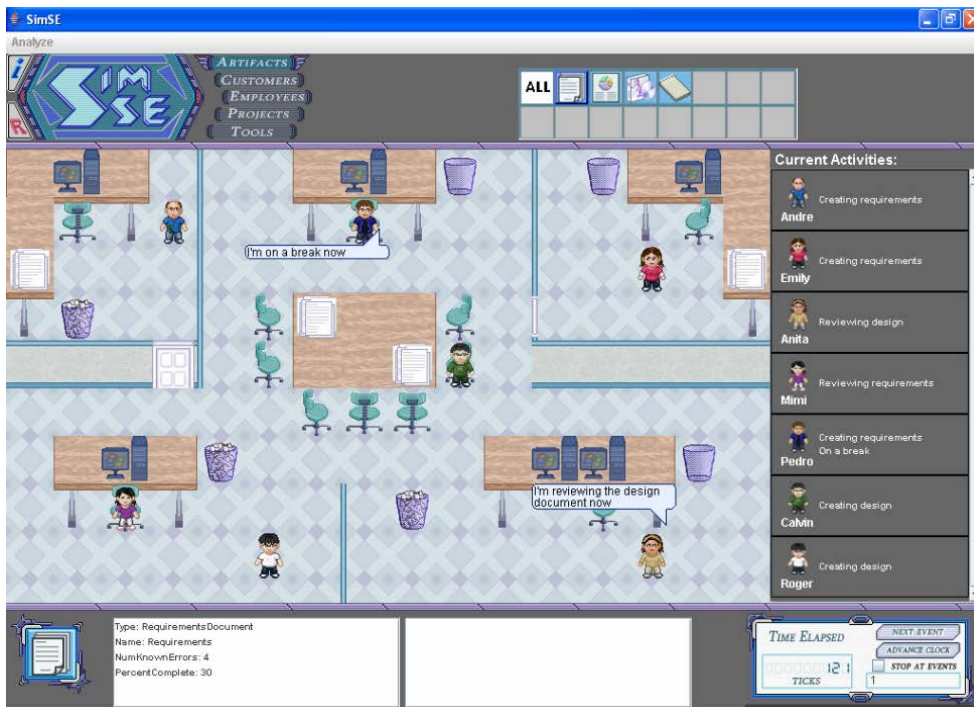 SimSE
Analyze
i
R
SIM
SE
ARTIFACTS
CUSTOMERS
EMPLOYEES
PROJECTS
TOOLS
ALL
I'm on a break now
I'm reviewing the design
document now
Current Activities:
Creating requirements
Andre
Creating requirements
Emily
Reviewing design
Anita
Reviewing requirements
Mimi
Creating requirements
On a break
Pedro
Creating design
Calvin
Creating design
Roger
Type: RequirementsDocument
Name: Requirements
NumKnownErrors: 4
PercentComplete: 30
TIME ELAPSED
121
TICKS
NEXT EVENT
ADVANCE CLOCK
STOP AT EVENTS
1